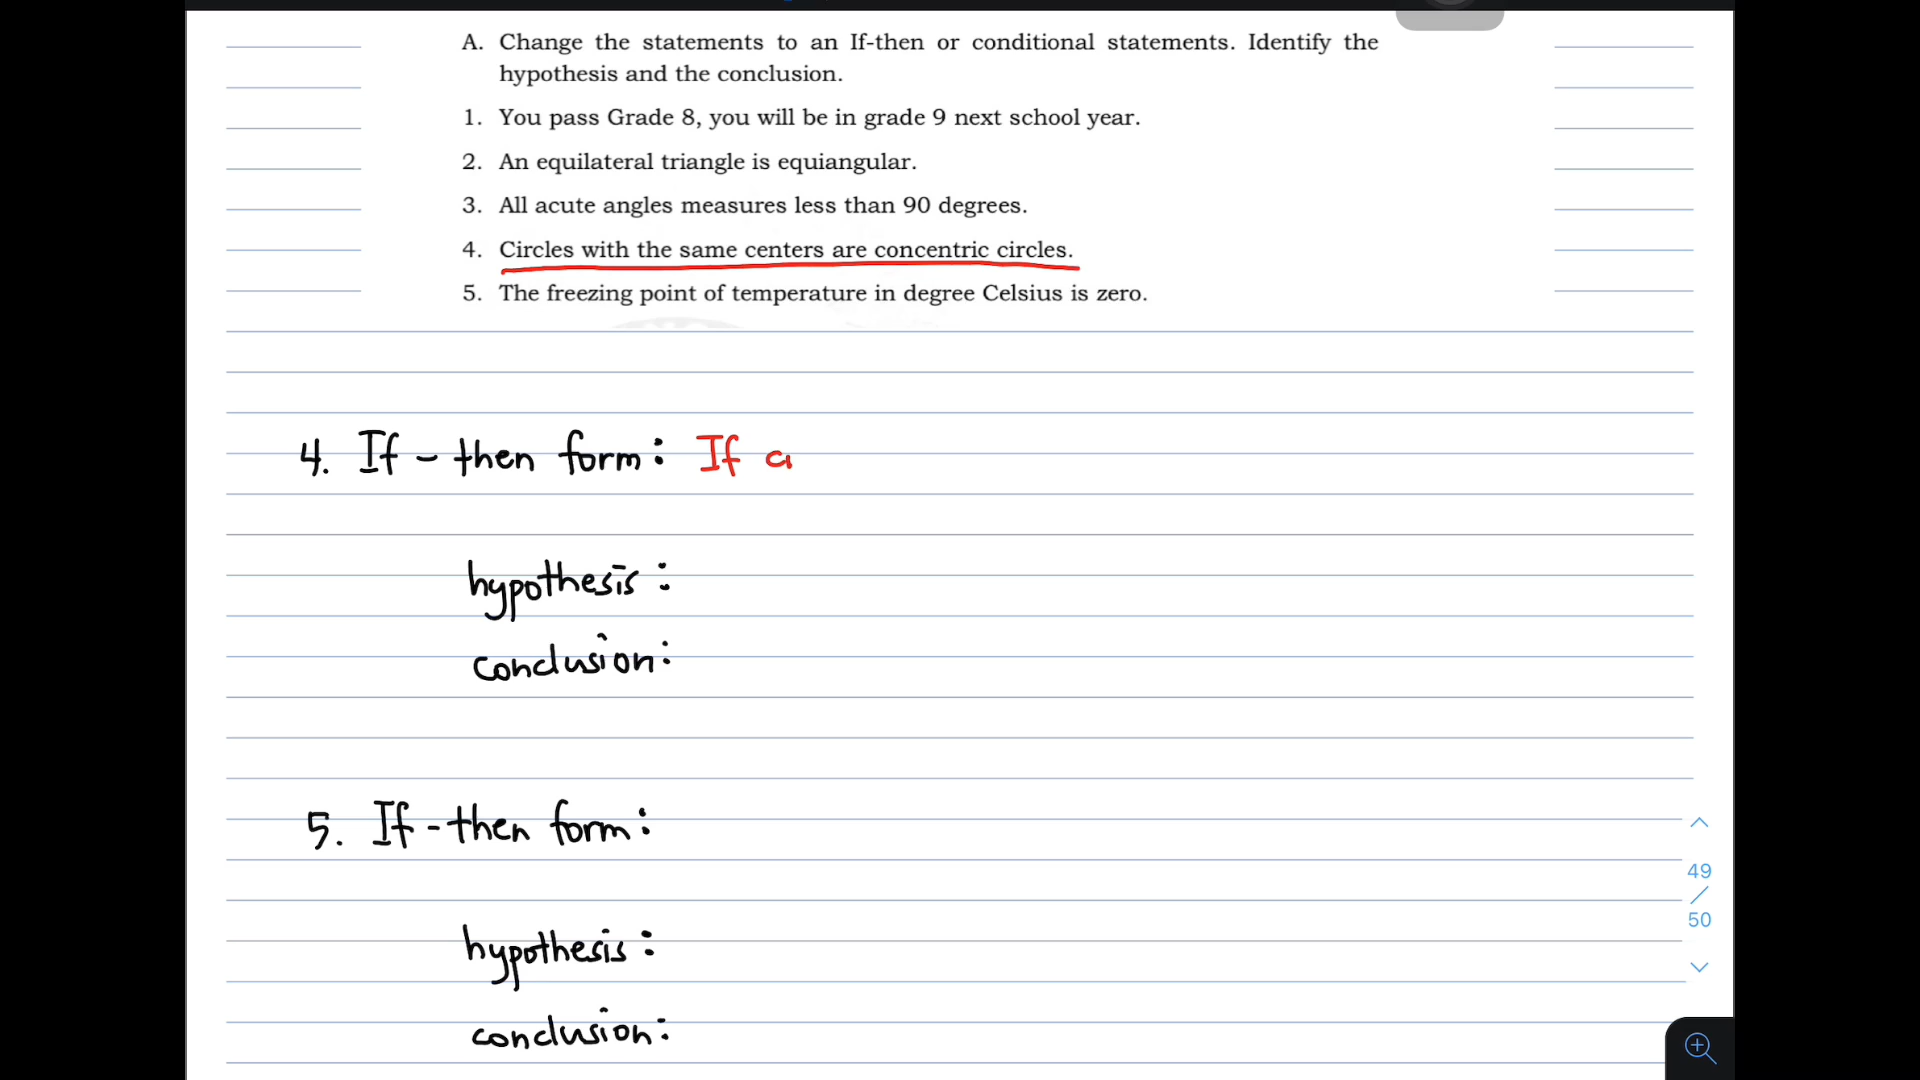 A. Change the statements to an If-then or conditional statements. Identify the
hypothesis and the conclusion.
1. You pass Grade 8, you will be in grade 9 next school year.
2. An equilateral triangle is equiangular.
3. All acute angles measures less than 90 degrees.
4. Circles with the same centers are concentric circles.
5. The freezing point of temperature in degree Celsius is zero.
4. If - then form: If a
hypothesis:
conclusion:
5. If - then form:
hypothesis:
conclusion:
49
/
50